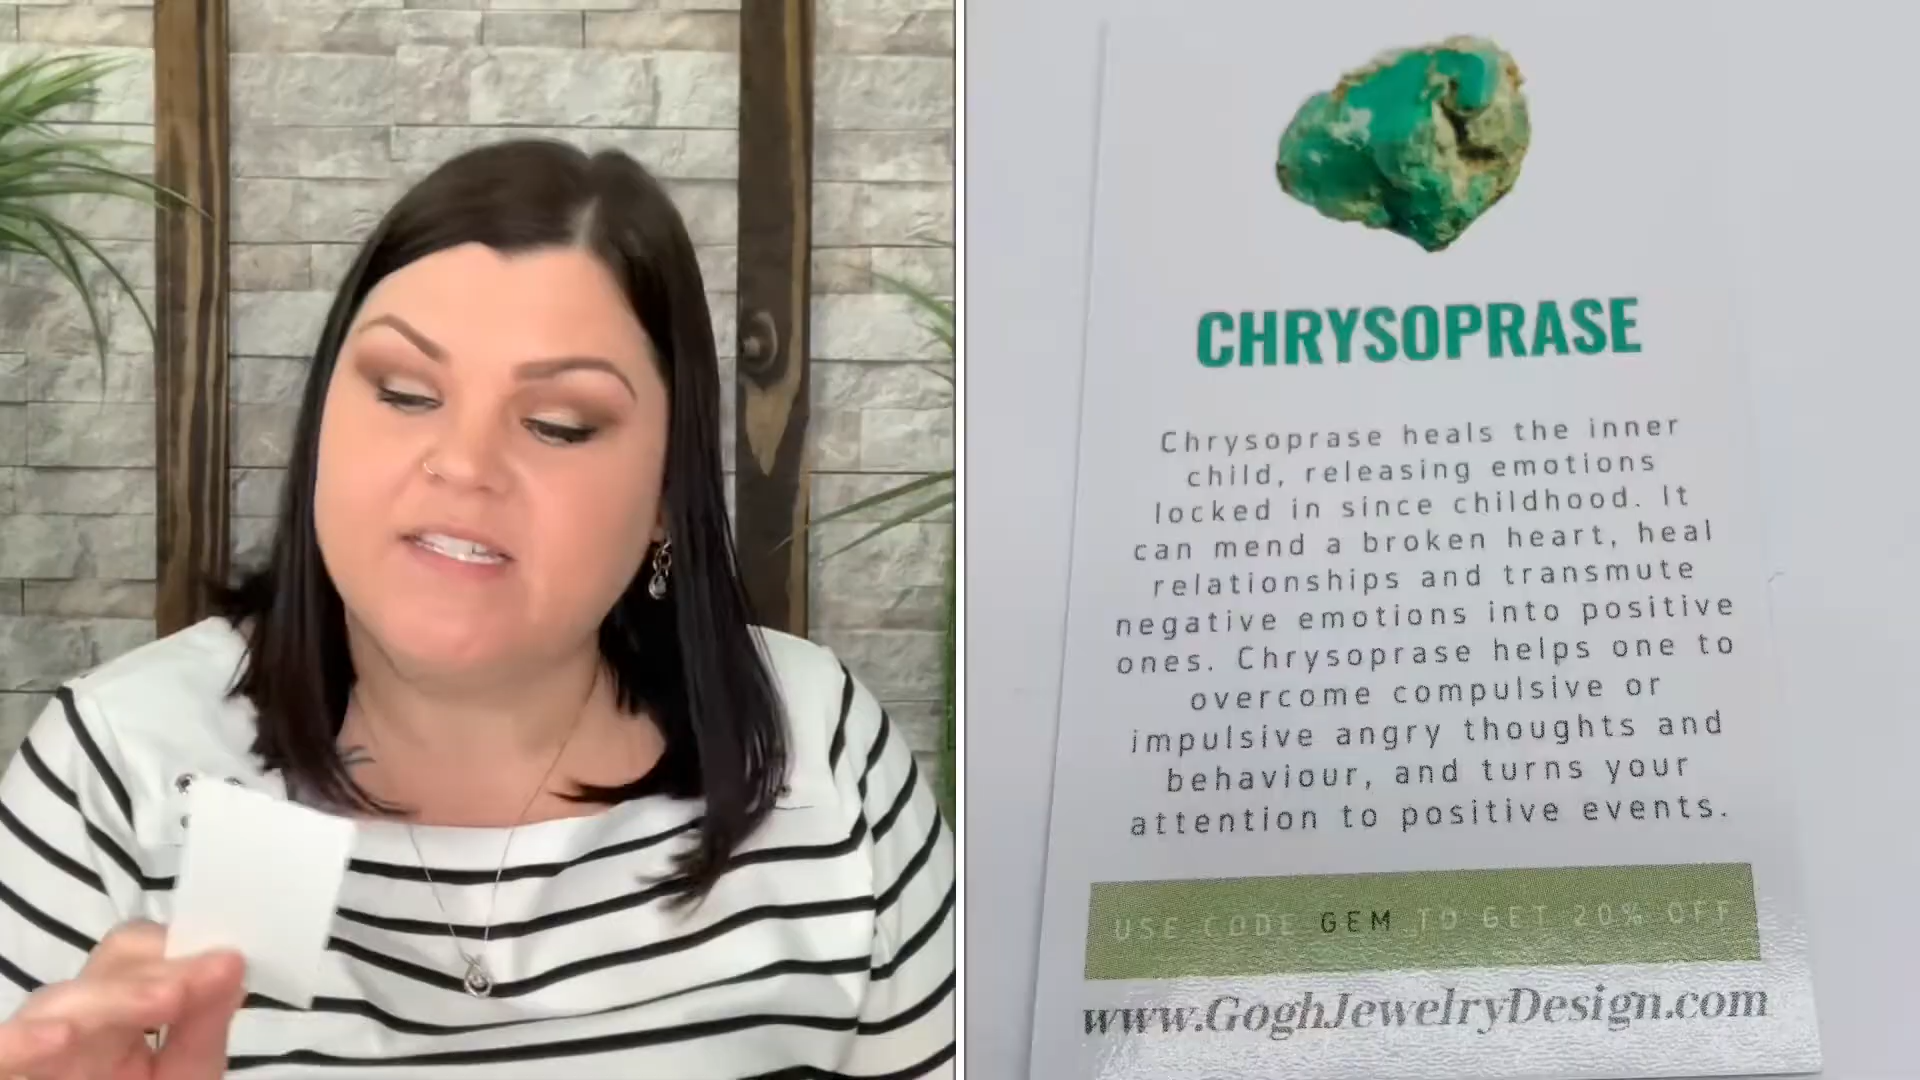 CHRYSOPRASE
Chrysoprase heals the inner
child, releasing emotions
locked in since childhood. It
can mend a broken heart, heal
relationships and transmute
negative emotions into positive
ones. Chrysoprase helps one to
overcome compulsive or
impulsive angry thoughts and
behaviour, and turns your
attention to positive events.
USE CODE GEM TO GET 20% OFF
www.GoghJewelryDesign.com